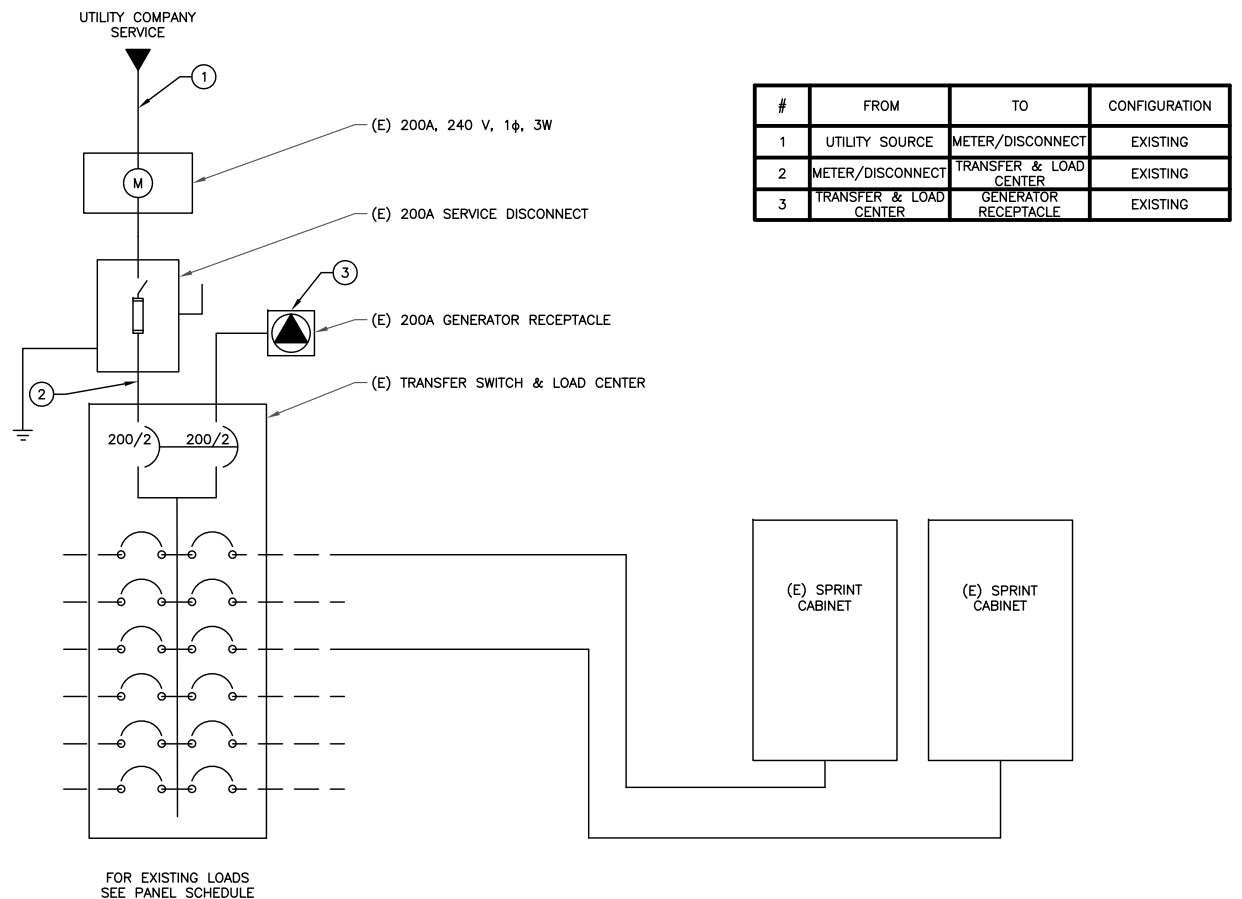 UTILITY COMPANY
SERVICE
1
(E) 200A, 240 V, 1ϕ, 3W
M
(E) 200A SERVICE DISCONNECT
3
(E) 200A GENERATOR RECEPTACLE
2
(E) TRANSFER SWITCH & LOAD CENTER
200/2 200/2
FOR EXISTING LOADS
SEE PANEL SCHEDULE
# FROM TO CONFIGURATION
1 UTILITY SOURCE METER/DISCONNECT EXISTING
2 METER/DISCONNECT TRANSFER & LOAD
CENTER EXISTING
3 TRANSFER & LOAD
CENTER GENERATOR
RECEPTACLE EXISTING
(E) SPRINT
CABINET
(E) SPRINT
CABINET